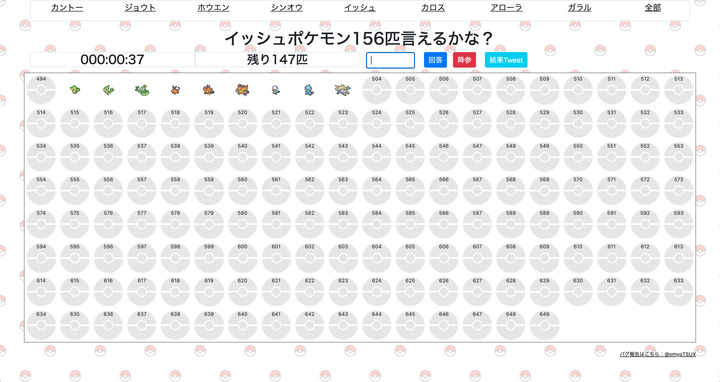 カントー ジョウト ホウエン シンオウ イッシュ カロス アローラ ガラル 全部
イッシュポケモン156匹言えるかな？
000:00:37 残り147匹 回答 降参 結果Tweet
494 504 505 506 507 508 509 510 511 512 513
514 515 516 517 518 519 520 521 522 523 524 525 526 527 528 529 530 531 532 533
534 535 536 537 538 539 540 541 542 543 544 545 546 547 548 549 550 551 552 553
554 555 556 557 558 559 560 561 562 563 564 565 566 567 568 569 570 571 572 573
574 575 576 577 578 579 580 581 582 583 584 585 586 587 588 589 590 591 592 593
594 595 596 597 598 599 600 601 602 603 604 605 606 607 608 609 610 611 612 613
614 615 616 617 618 619 620 621 622 623 624 625 626 627 628 629 630 631 632 633
634 635 636 637 638 639 640 641 642 643 644 645 646 647 648 649
バグ報告はこちら：@omygTSUX